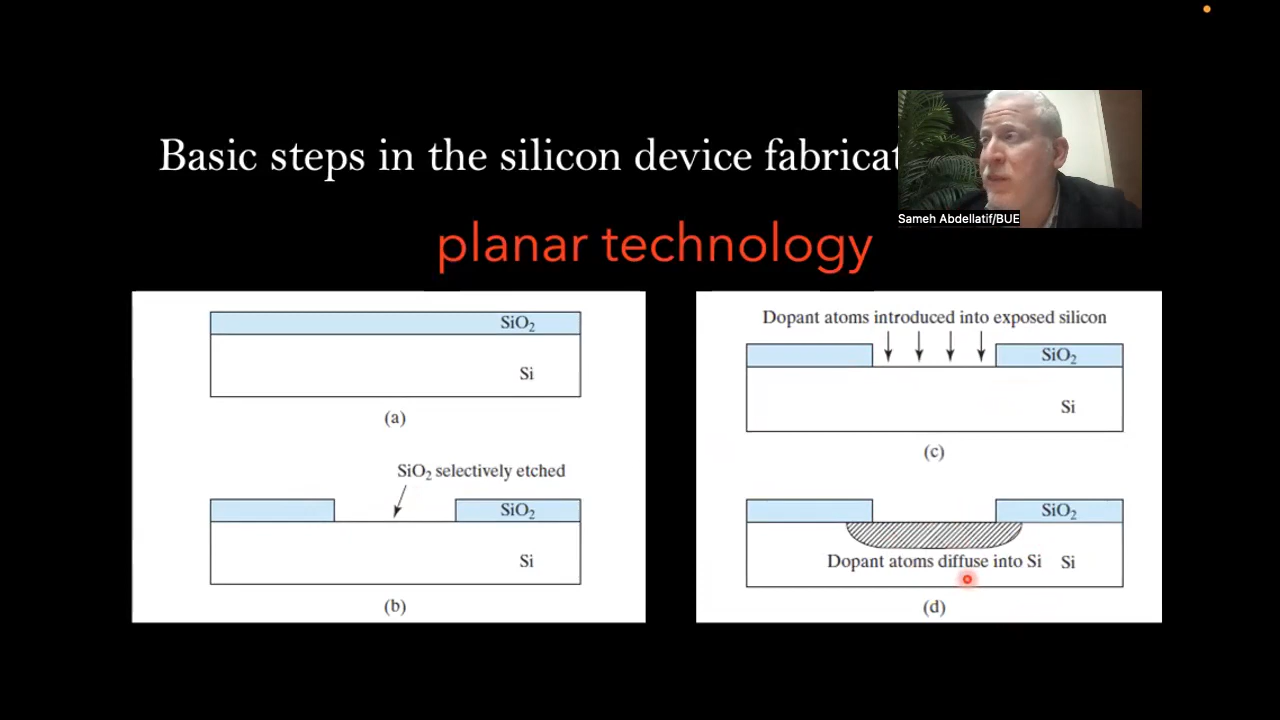 Basic steps in the silicon device fabricat
Sameh Abdellatif/BUE
planar technology
SiO₂
Si
(a)
SiO₂ selectively etched
SiO₂
Si
(b)
Dopant atoms introduced into exposed silicon
SiO₂
Si
(c)
SiO₂
Dopant atoms diffuse into Si Si
(d)